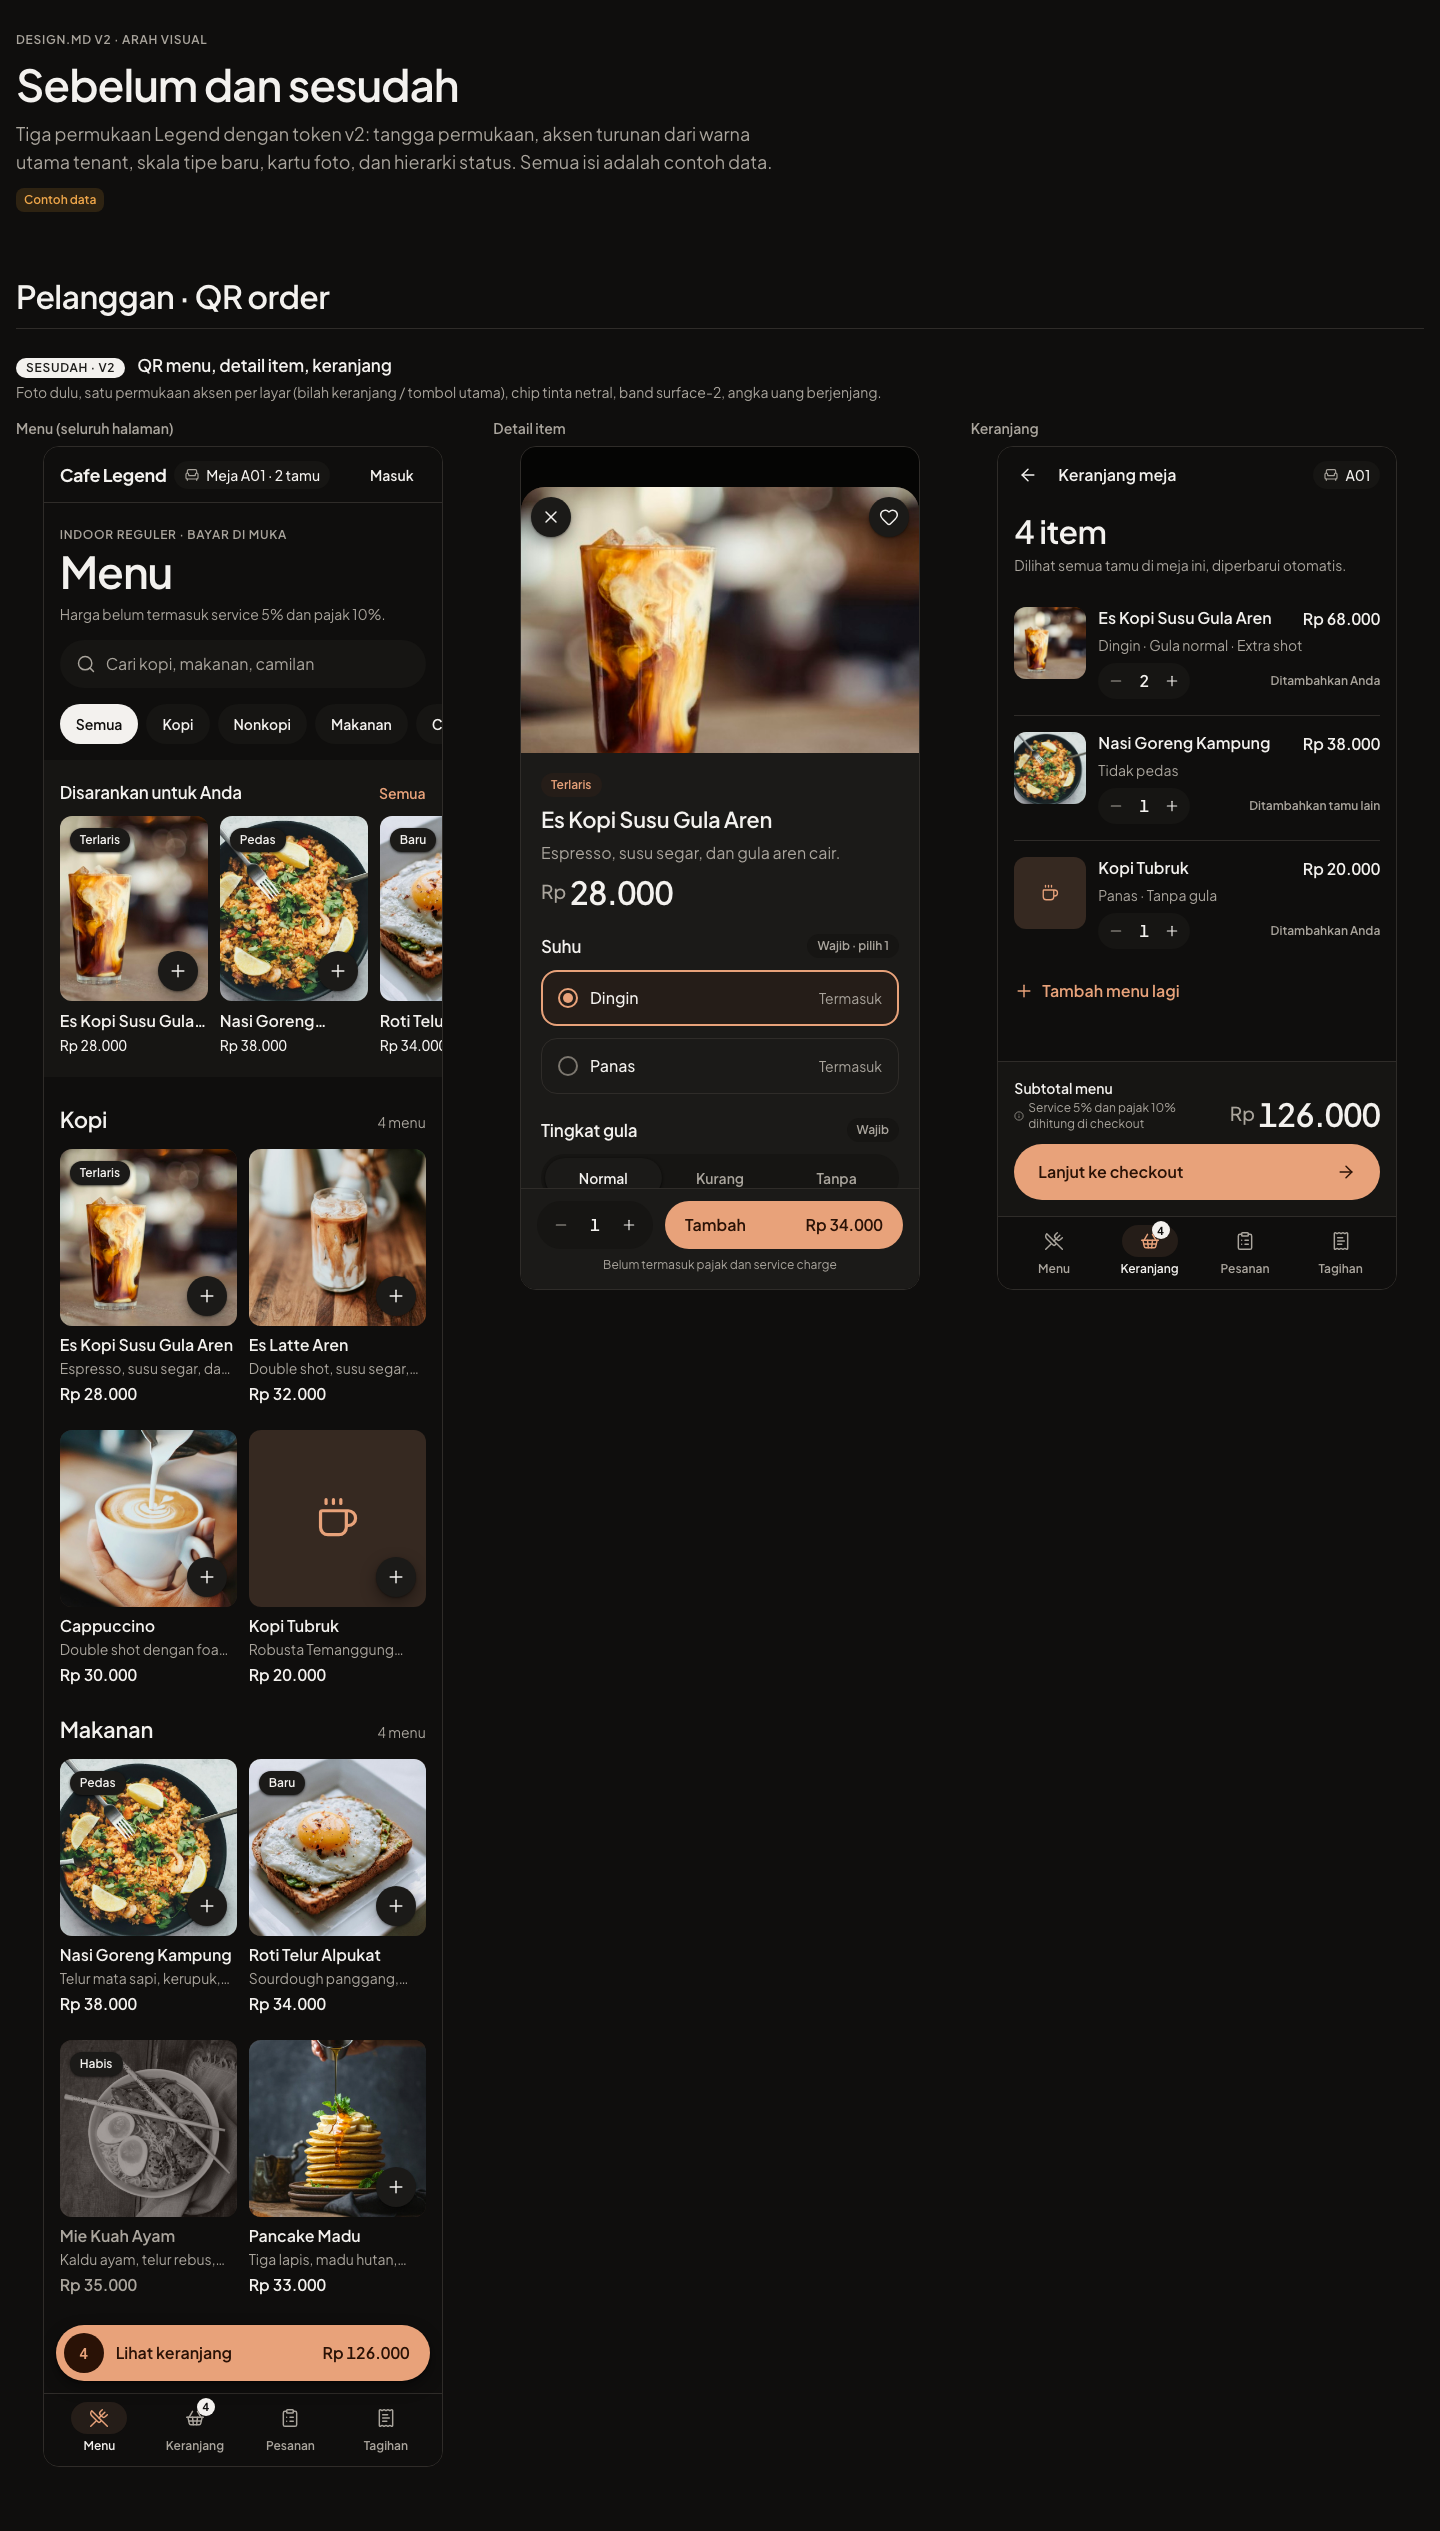 DESIGN.MD V2 · ARAH VISUAL
Sebelum dan sesudah
Tiga permukaan Legend dengan token v2: tangga permukaan, aksen turunan dari warna
utama tenant, skala tipe baru, kartu foto, dan hierarki status. Semua isi adalah contoh data.
Contoh data
Pelanggan · QR order
SESUDAH · V2 QR menu, detail item, keranjang
Foto dulu, satu permukaan aksen per layar (bilah keranjang / tombol utama), chip tinta netral, band surface-2, angka uang berjenjang.
Menu (seluruh halaman)
Cafe Legend Meja A01 · 2 tamu Masuk
INDOOR REGULER · BAYAR DI MUKA
Menu
Harga belum termasuk service 5% dan pajak 10%.
Cari kopi, makanan, camilan
Semua Kopi Nonkopi Makanan C
Disarankan untuk Anda Semua
Terlaris Pedas Baru
Es Kopi Susu Gula... Nasi Goreng... Roti Telu
Rp 28.000 Rp 38.000 Rp 34.000
Kopi 4 menu
Terlaris
Es Kopi Susu Gula Aren Es Latte Aren
Espresso, susu segar, da... Double shot, susu segar,...
Rp 28.000 Rp 32.000
Cappuccino Kopi Tubruk
Double shot dengan foa... Robusta Temanggung...
Rp 30.000 Rp 20.000
Makanan 4 menu
Pedas Baru
Nasi Goreng Kampung Roti Telur Alpukat
Telur mata sapi, kerupuk,... Sourdough panggang,...
Rp 38.000 Rp 34.000
Habis
Mie Kuah Ayam Pancake Madu
Kaldu ayam, telur rebus,... Tiga lapis, madu hutan,...
Rp 35.000 Rp 33.000
4 Lihat keranjang Rp 126.000
4
Menu Keranjang Pesanan Tagihan
Detail item
Terlaris
Es Kopi Susu Gula Aren
Espresso, susu segar, dan gula aren cair.
Rp 28.000
Suhu Wajib · pilih 1
Dingin Termasuk
Panas Termasuk
Tingkat gula Wajib
Normal Kurang Tanpa
1 Tambah Rp 34.000
Belum termasuk pajak dan service charge
Keranjang
Keranjang meja A01
4 item
Dilihat semua tamu di meja ini, diperbarui otomatis.
Es Kopi Susu Gula Aren Rp 68.000
Dingin · Gula normal · Extra shot
2 Ditambahkan Anda
Nasi Goreng Kampung Rp 38.000
Tidak pedas
1 Ditambahkan tamu lain
Kopi Tubruk Rp 20.000
Panas · Tanpa gula
1 Ditambahkan Anda
Tambah menu lagi
Subtotal menu
Service 5% dan pajak 10%
dihitung di checkout
Rp 126.000
Lanjut ke checkout
4
Menu Keranjang Pesanan Tagihan